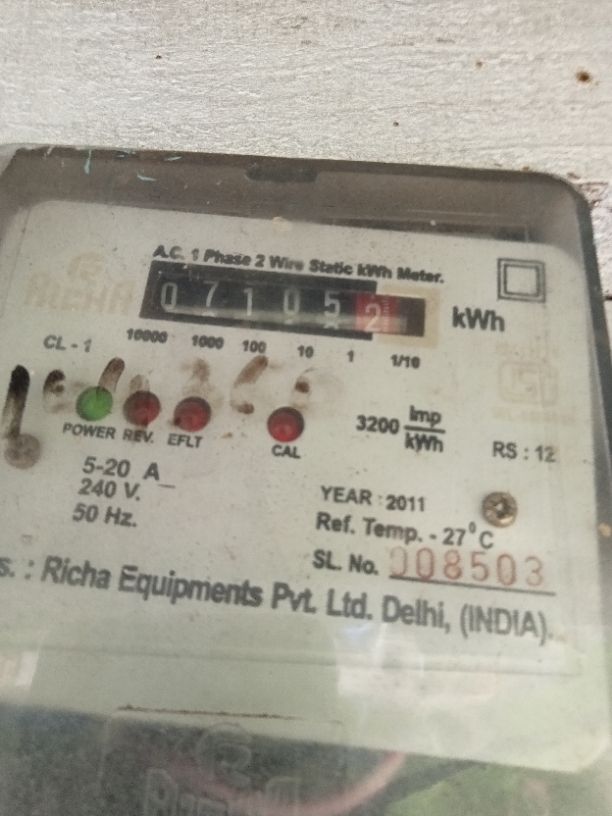 A.C. 1 Phase 2 Wire Static kWh Meter.
0 7 1 0 5 2 kWh
CL - 1 10000 1000 100 10 1 1/10
POWER REV. EFLT CAL
3200 Imp/kWh
RS : 12
5-20 A
240 V.
50 Hz.
YEAR : 2011
Ref. Temp. - 27°C
SL. No. 008503
s. : Richa Equipments Pvt. Ltd. Delhi, (INDIA).